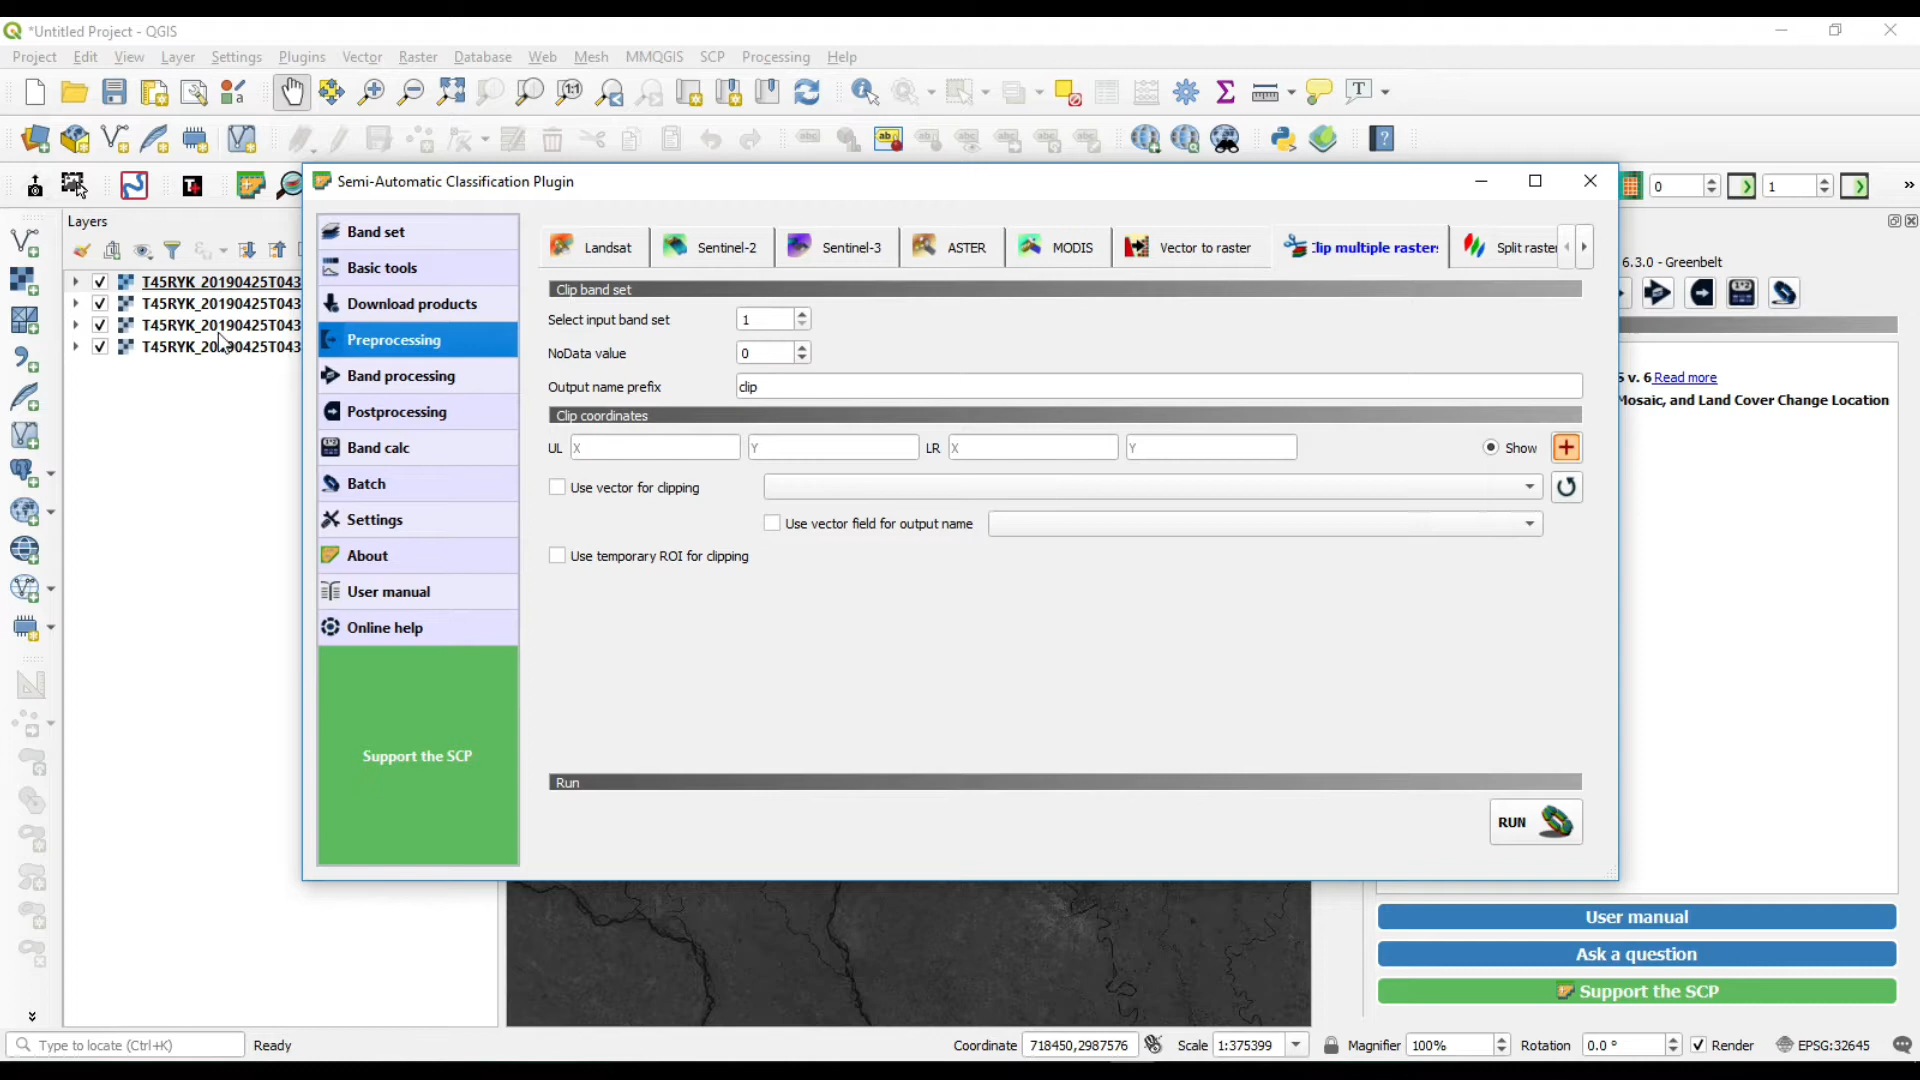 *Untitled Project - QGIS
Project Edit View Layer Settings Plugins Vector Raster Database Web Mesh MMQGIS SCP Processing Help
Semi-Automatic Classification Plugin
0
1
Layers
T45RYK_20190425T043
T45RYK_20190425T043
T45RYK_20190425T043
T45RYK_20190425T043
Band set
Basic tools
Download products
Preprocessing
Band processing
Postprocessing
Band calc
Batch
Settings
About
User manual
Online help
Support the SCP
Landsat Sentinel-2 Sentinel-3 ASTER MODIS Vector to raster lip multiple rasters Split raster
Clip band set
Select input band set 1
NoData value 0
Output name prefix clip
Clip coordinates
UL X Y LR X Y Show
Use vector for clipping
Use vector field for output name
Use temporary ROI for clipping
Run
RUN
6.3.0 - Greenbelt
v. 6 Read more
Mosaic, and Land Cover Change Location
User manual
Ask a question
Support the SCP
Type to locate (Ctrl+K) Ready Coordinate 718450,2987576 Scale 1:375399 Magnifier 100% Rotation 0.0 ° Render EPSG:32645